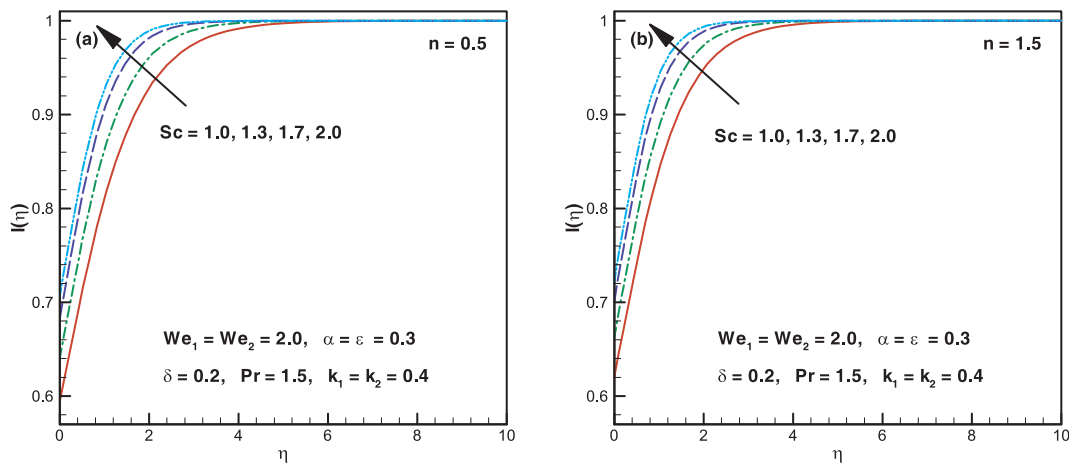 (a)
n = 0.5
Sc = 1.0, 1.3, 1.7, 2.0
We₁ = We₂ = 2.0, α = ε = 0.3
δ = 0.2, Pr = 1.5, k₁ = k₂ = 0.4
l(η)
1
0.9
0.8
0.7
0.6
0 2 4 6 8 10
η
(b)
n = 1.5
Sc = 1.0, 1.3, 1.7, 2.0
We₁ = We₂ = 2.0, α = ε = 0.3
δ = 0.2, Pr = 1.5, k₁ = k₂ = 0.4
l(η)
1
0.9
0.8
0.7
0.6
0 2 4 6 8 10
η